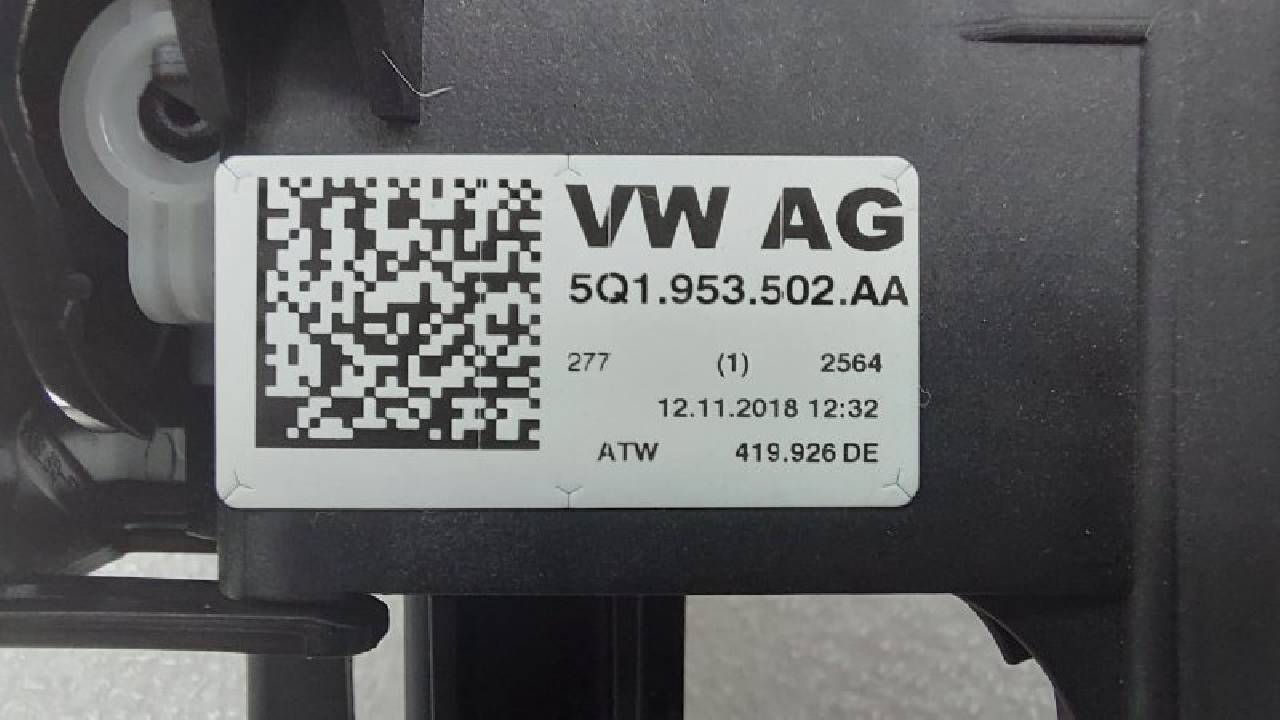 VW AG
5Q1.953.502.AA
277 (1) 2564
12.11.2018 12:32
ATW 419.926 DE